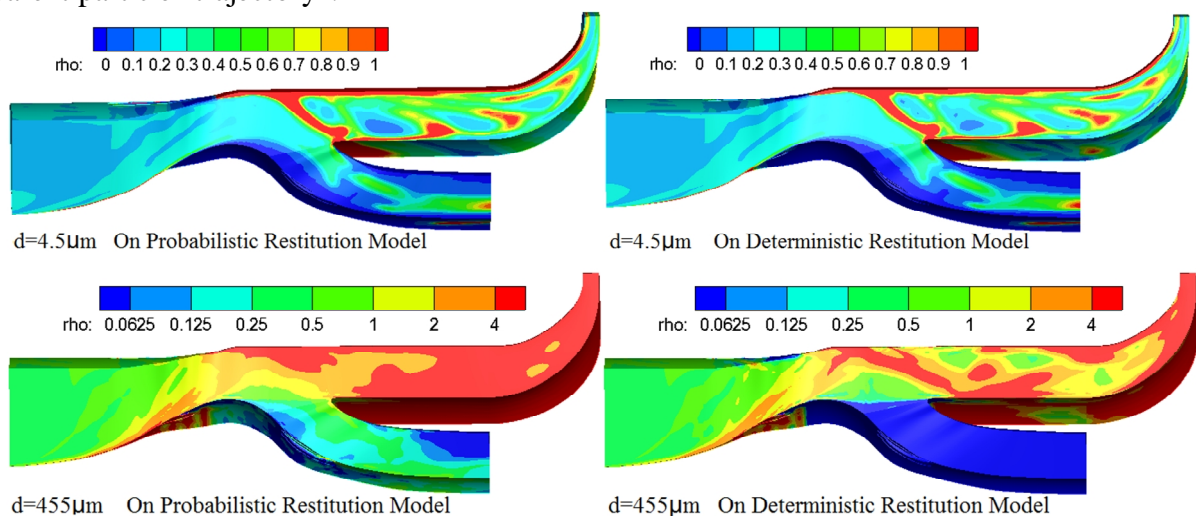 particle trajectory
rho: 0 0.1 0.2 0.3 0.4 0.5 0.6 0.7 0.8 0.9 1
rho: 0 0.1 0.2 0.3 0.4 0.5 0.6 0.7 0.8 0.9 1
d=4.5μm On Probabilistic Restitution Model
d=4.5μm On Deterministic Restitution Model
rho: 0.0625 0.125 0.25 0.5 1 2 4
rho: 0.0625 0.125 0.25 0.5 1 2 4
d=455μm On Probabilistic Restitution Model
d=455μm On Deterministic Restitution Model